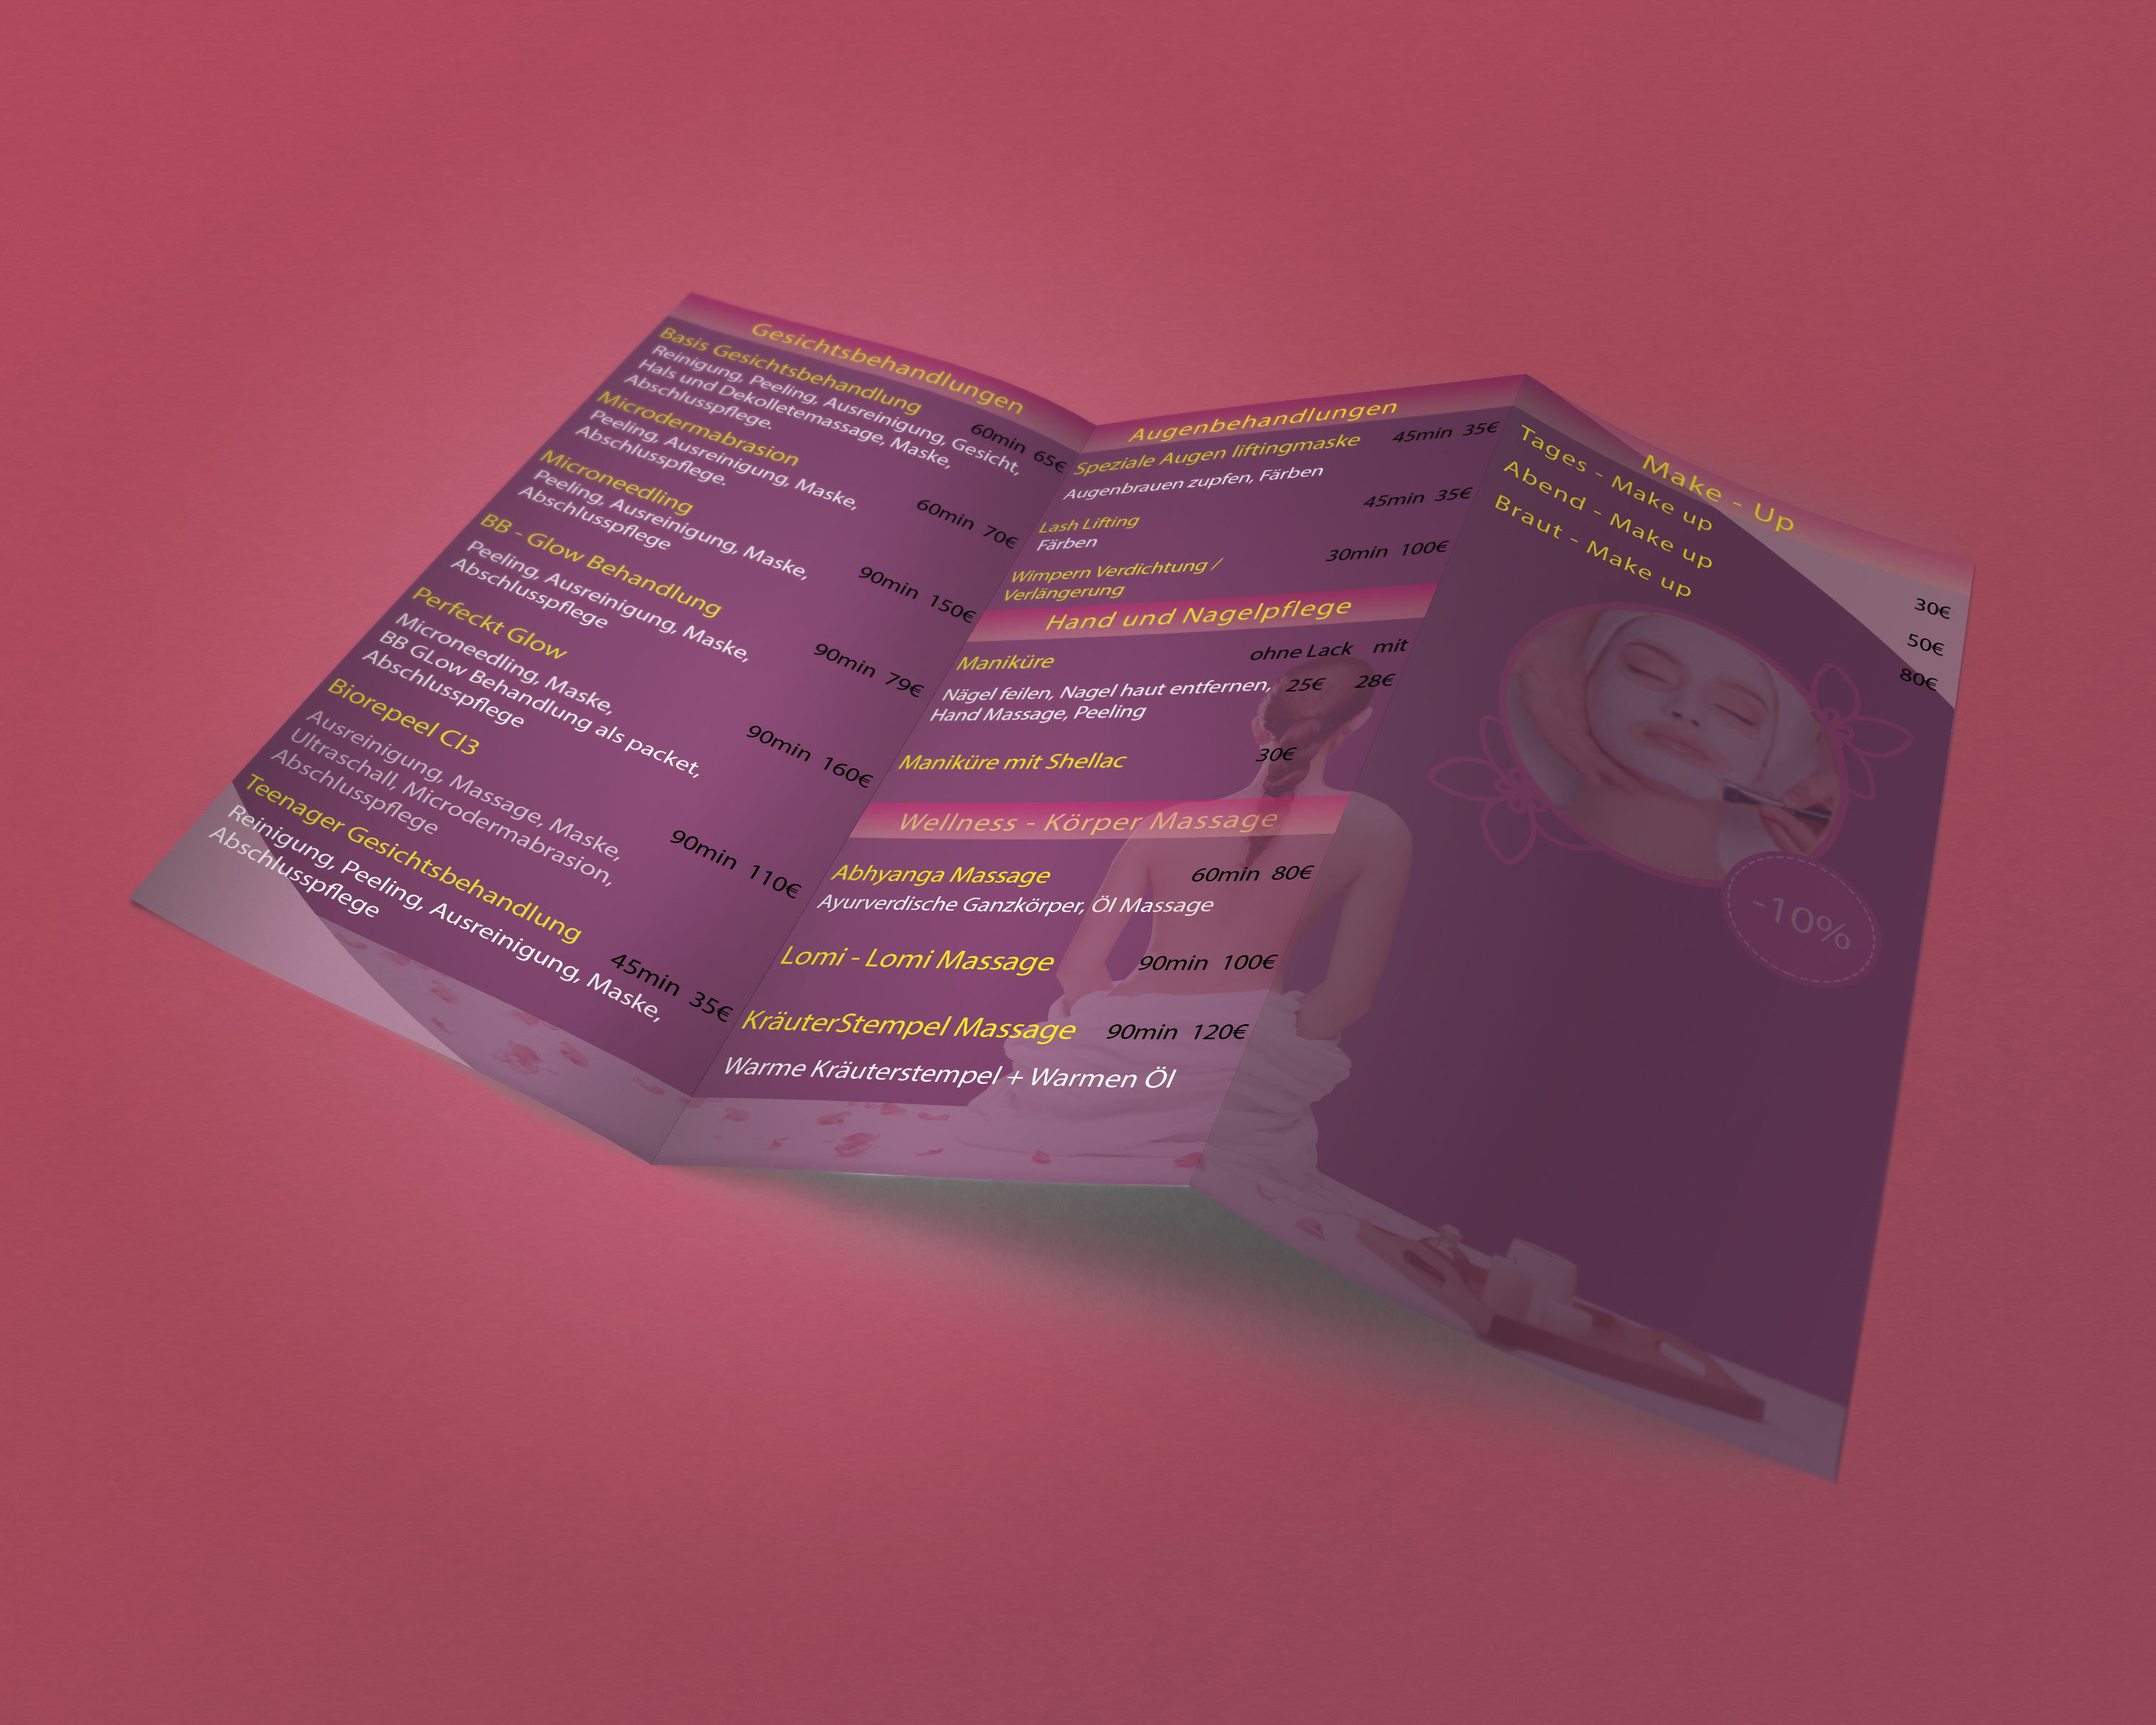 Gesichtsbehandlungen
Basis Gesichtsbehandlung
60min 65€
Reinigung, Peeling, Ausreinigung, Gesicht,
Hals und Dekolletemassage, Maske,
Abschlusspflege.
Microdermabrasion
60min 70€
Peeling, Ausreinigung, Maske,
Abschlusspflege.
Microneedling
90min 150€
Peeling, Ausreinigung, Maske,
Abschlusspflege
BB - Glow Behandlung
90min 79€
Peeling, Ausreinigung, Maske,
Abschlusspflege
Perfeckt Glow
90min 160€
Microneedling, Maske,
BB GLow Behandlung als packet,
Abschlusspflege
Biorepeel Cl3
90min 110€
Ausreinigung, Massage, Maske,
Ultraschall, Microdermabrasion,
Abschlusspflege
Teenager Gesichtsbehandlung
45min 35€
Reinigung, Peeling, Ausreinigung, Maske,
Abschlusspflege
Augenbehandlungen
Speziale Augen liftingmaske 45min 35€
Augenbrauen zupfen, Färben
45min 35€
Lash Lifting
Färben
30min 100€
Wimpern Verdichtung /
Verlängerung
Hand und Nagelpflege
Maniküre ohne Lack mit
Nägel feilen, Nagel haut entfernen, 25€ 28€
Hand Massage, Peeling
Maniküre mit Shellac 30€
Wellness - Körper Massage
Abhyanga Massage 60min 80€
Ayurverdische Ganzkörper, Öl Massage
Lomi - Lomi Massage 90min 100€
KräuterStempel Massage 90min 120€
Warme Kräuterstempel + Warmen Öl
Make - Up
Tages - Make up 30€
Abend - Make up 50€
Braut - Make up 80€
-10%